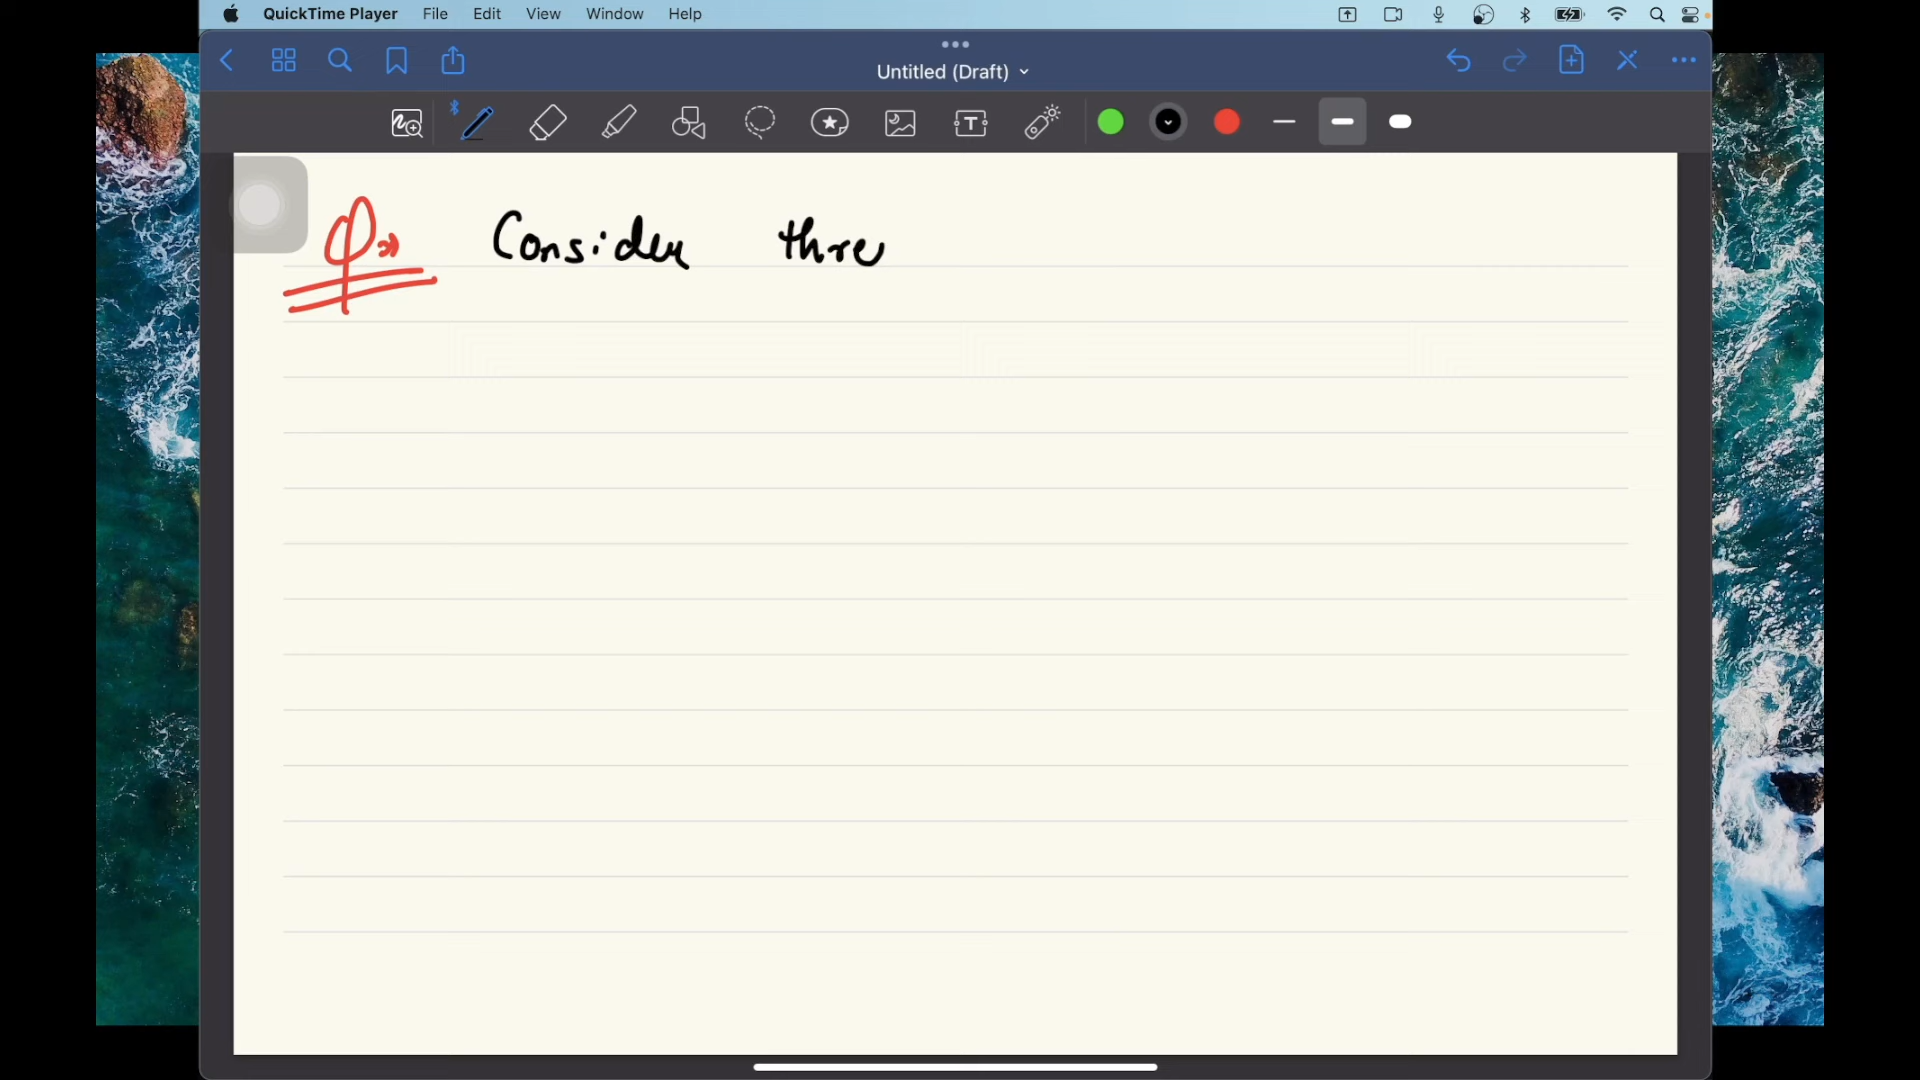 QuickTime Player File Edit View Window Help
Untitled (Draft)
T
Q Consider thre